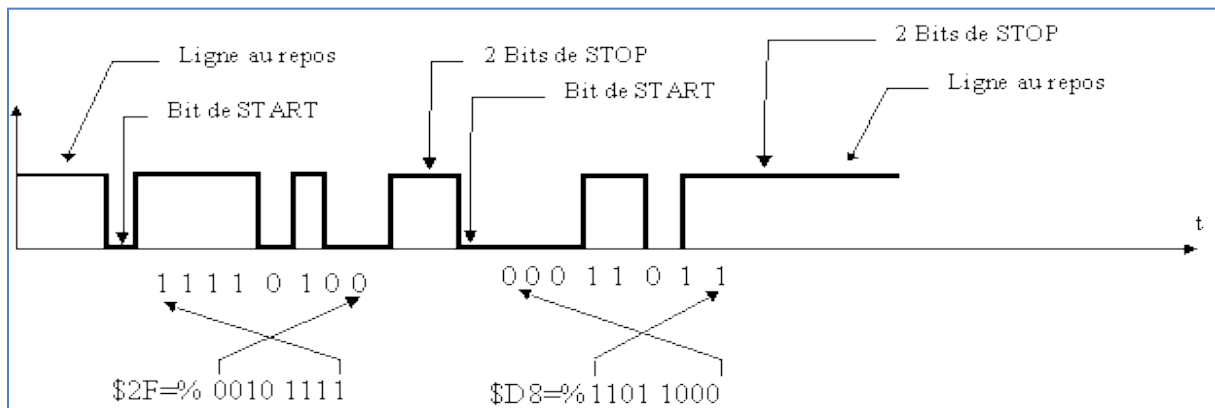 2 Bits de STOP
Ligne au repos
2 Bits de STOP
Bit de START
Ligne au repos
Bit de START
t
1 1 1 1 0 1 0 0
0 0 0 1 1 0 1 1
$2F=% 0010 1111
$D8=% 1101 1000